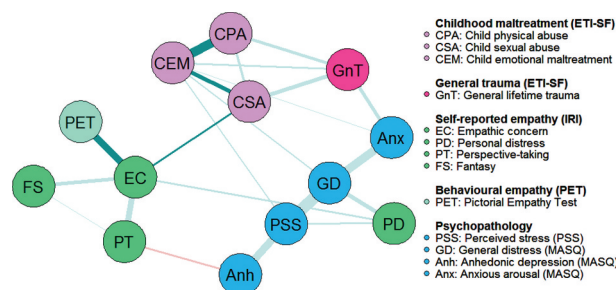 CPA
CEM
GnT
CSA
PET
Anx
EC
FS
GD
PSS
PD
PT
Anh
Childhood maltreatment (ETI-SF)
CPA: Child physical abuse
CSA: Child sexual abuse
CEM: Child emotional maltreatment
General trauma (ETI-SF)
GnT: General lifetime trauma
Self-reported empathy (IRI)
EC: Empathic concern
PD: Personal distress
PT: Perspective-taking
FS: Fantasy
Behavioural empathy (PET)
PET: Pictorial Empathy Test
Psychopathology
PSS: Perceived stress (PSS)
GD: General distress (MASQ)
Anh: Anhedonic depression (MASQ)
Anx: Anxious arousal (MASQ)